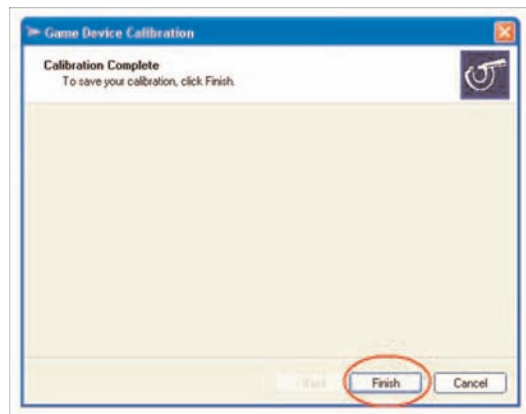 Game Device Calibration
Calibration Complete
To save your calibration, click Finish.
Finish
Cancel